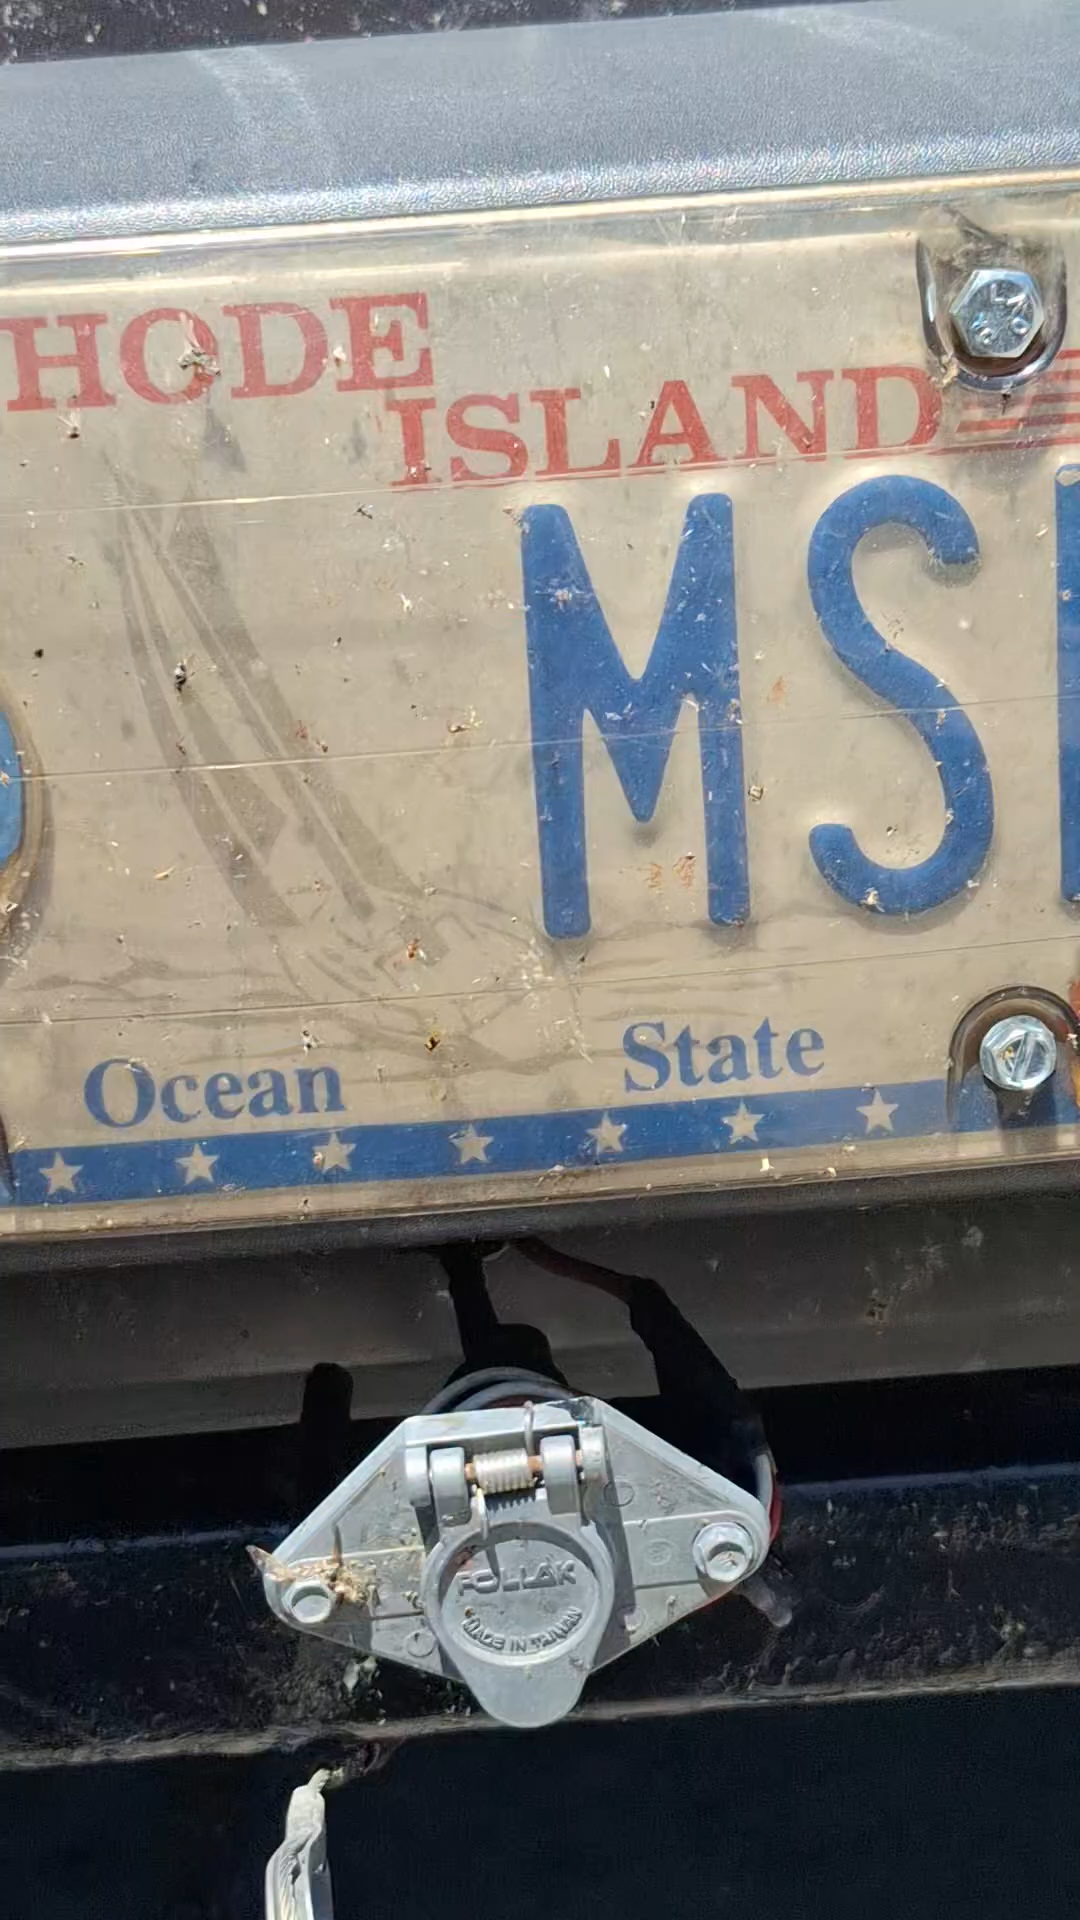 HODE
ISLAND
MS
Ocean State
POLLAK
MADE IN TAIWAN